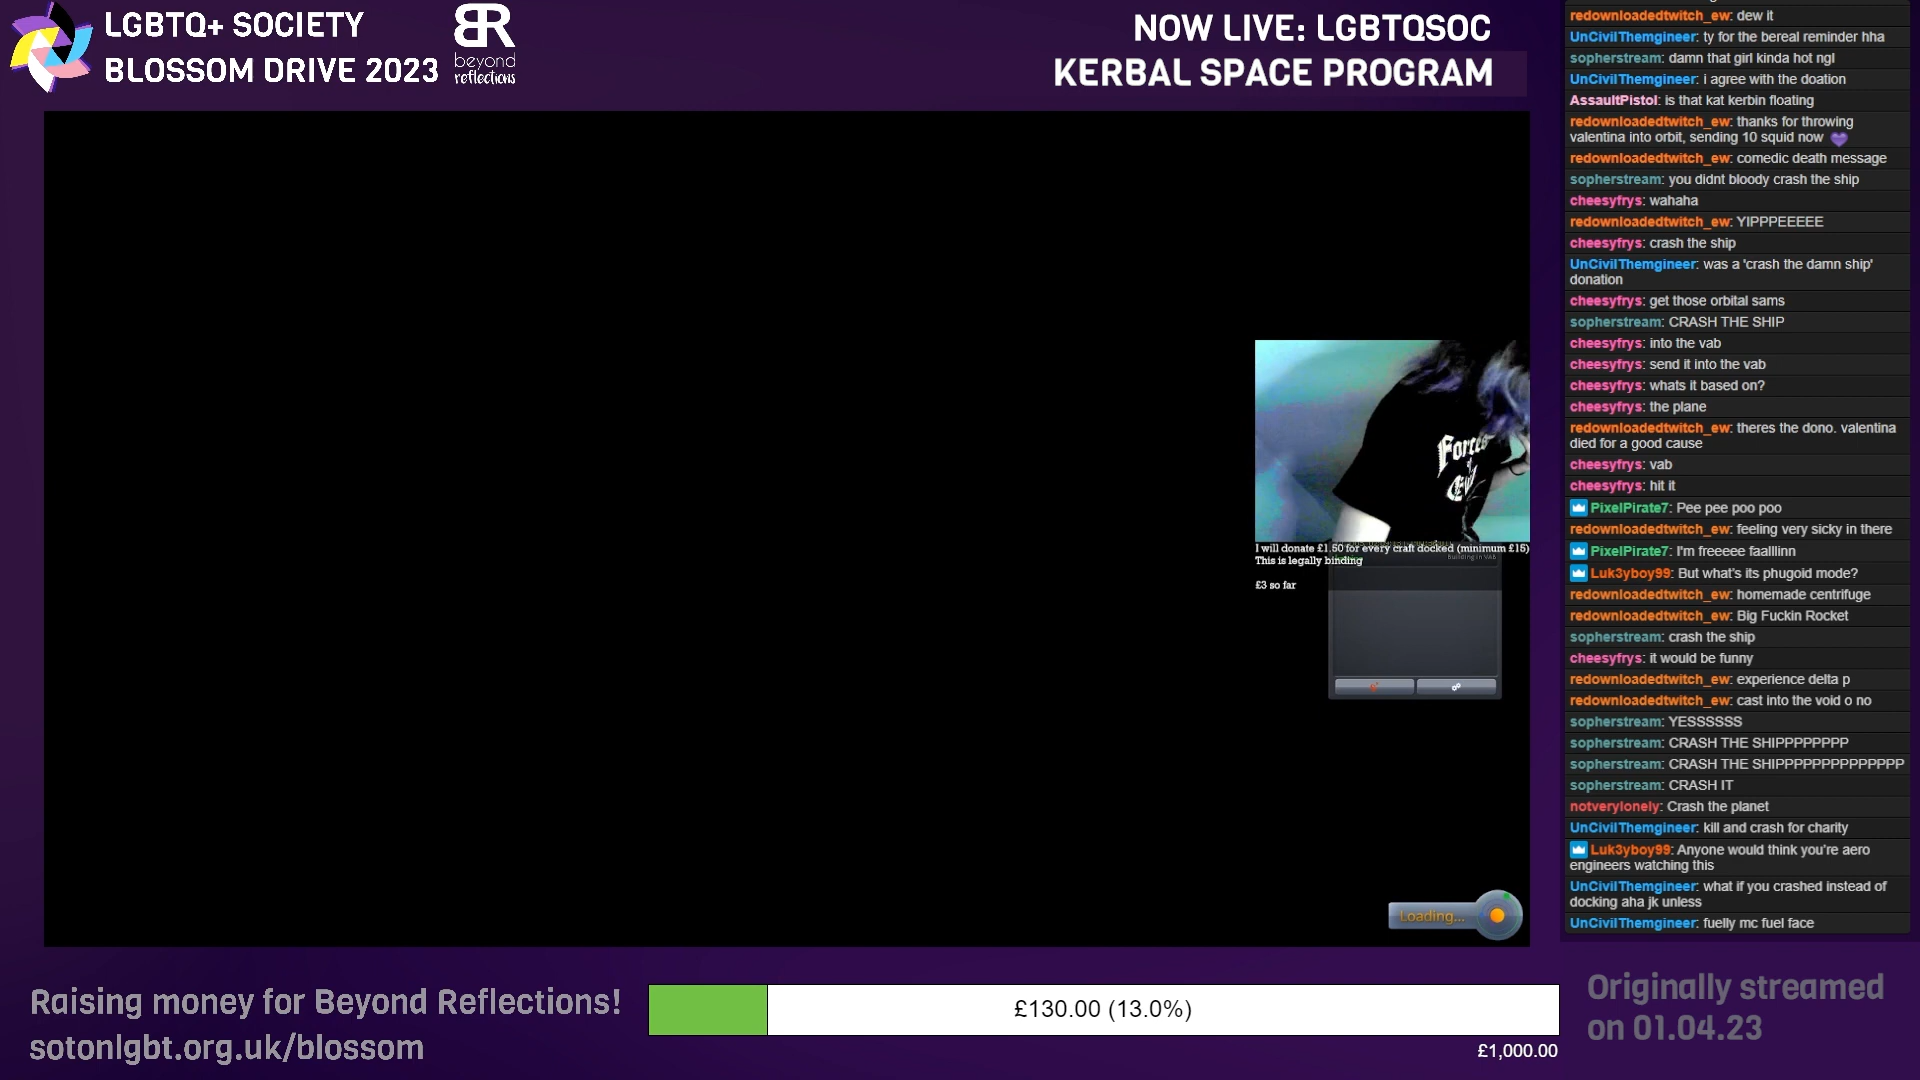 LGBTQ+ SOCIETY
BLOSSOM DRIVE 2023
BR
beyond
reflections
NOW LIVE: LGBTQSOC
KERBAL SPACE PROGRAM
redownloadedtwitch_ew: dew it
UnCivilThemgineer: ty for the bereal reminder hha
sopherstream: damn that girl kinda hot ngl
UnCivilThemgineer: i agree with the doation
AssaultPistol: is that kat kerbin floating
redownloadedtwitch_ew: thanks for throwing
valentina into orbit, sending 10 squid now
redownloadedtwitch_ew: comedic death message
sopherstream: you didnt bloody crash the ship
cheesyfrys: wahaha
redownloadedtwitch_ew: YIPPPEEEEE
cheesyfrys: crash the ship
UnCivilThemgineer: was a 'crash the damn ship'
donation
cheesyfrys: get those orbital sams
sopherstream: CRASH THE SHIP
cheesyfrys: into the vab
cheesyfrys: send it into the vab
cheesyfrys: whats it based on?
cheesyfrys: the plane
redownloadedtwitch_ew: theres the dono. valentina
died for a good cause
cheesyfrys: vab
cheesyfrys: hit it
PixelPirate7: Pee pee poo poo
redownloadedtwitch_ew: feeling very sicky in there
PixelPirate7: I'm freeeee faalllinn
Luk3yboy99: But what's its phugoid mode?
redownloadedtwitch_ew: homemade centrifuge
redownloadedtwitch_ew: Big Fuckin Rocket
sopherstream: crash the ship
cheesyfrys: it would be funny
redownloadedtwitch_ew: experience delta p
redownloadedtwitch_ew: cast into the void o no
sopherstream: YESSSSSS
sopherstream: CRASH THE SHIPPPPPPPP
sopherstream: CRASH THE SHIPPPPPPPPPPPPPP
sopherstream: CRASH IT
notverylonely: Crash the planet
UnCivilThemgineer: kill and crash for charity
Luk3yboy99: Anyone would think you're aero
engineers watching this
UnCivilThemgineer: what if you crashed instead of
docking aha jk unless
UnCivilThemgineer: fuelly mc fuel face
Forces
Evil
I will donate £1.50 for every craft docked (minimum £15)
This is legally binding
Building in VAB
£3 so far
Loading...
Raising money for Beyond Reflections!
sotonlgbt.org.uk/blossom
£130.00 (13.0%)
£1,000.00
Originally streamed
on 01.04.23